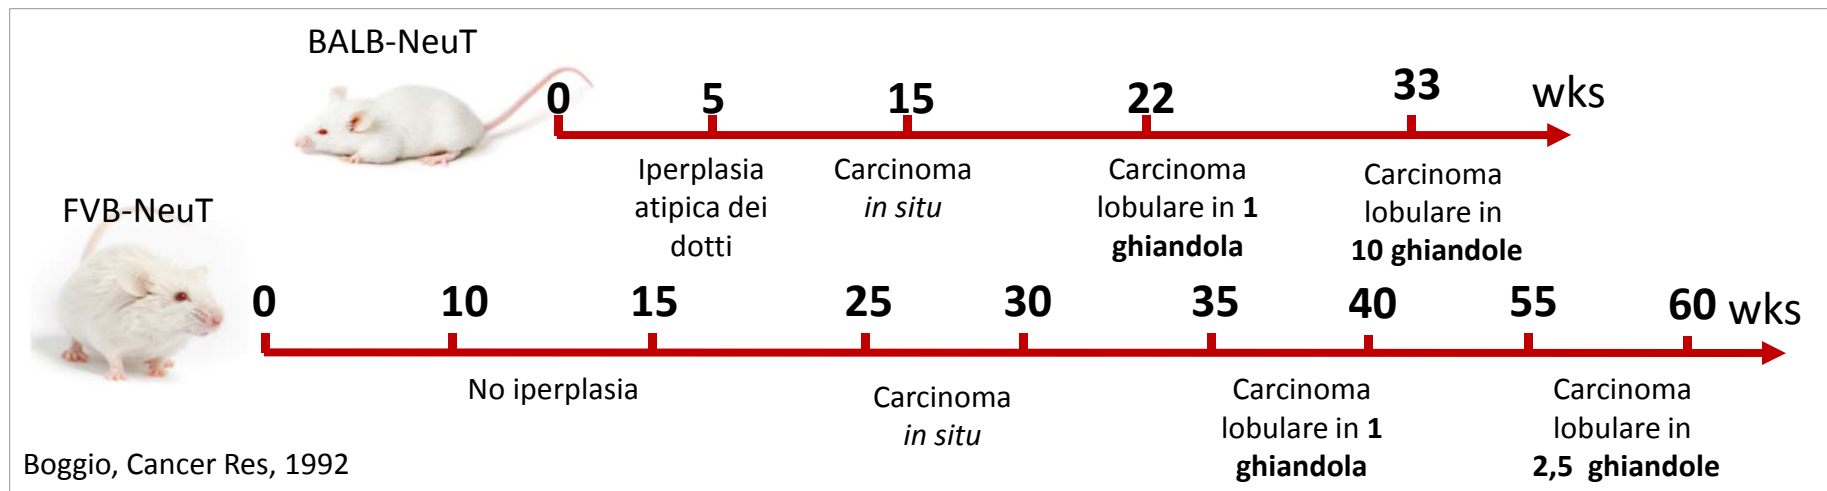 BALB-NeuT
0 5 15 22 33 wks
Iperplasia
atipica dei
dotti
Carcinoma
in situ
Carcinoma
lobulare in 1
ghiandola
Carcinoma
lobulare in
10 ghiandole
FVB-NeuT
0 10 15 25 30 35 40 55 60 wks
No iperplasia
Carcinoma
in situ
Carcinoma
lobulare in 1
ghiandola
Carcinoma
lobulare in
2,5 ghiandole
Boggio, Cancer Res, 1992